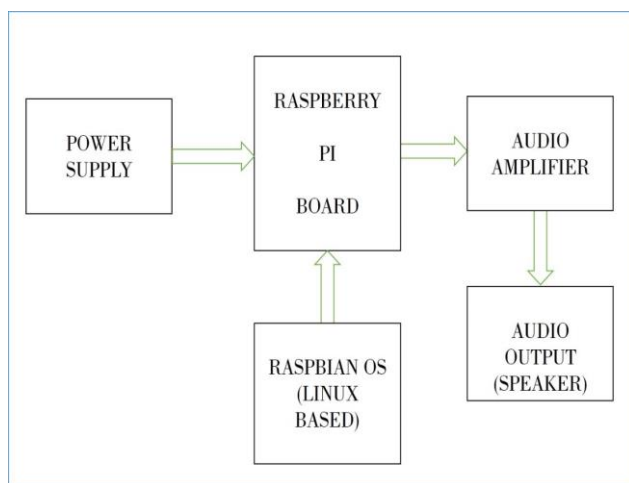 POWER
SUPPLY
RASPBERRY
PI
BOARD
AUDIO
AMPLIFIER
RASPBIAN OS
(LINUX
BASED)
AUDIO
OUTPUT
(SPEAKER)